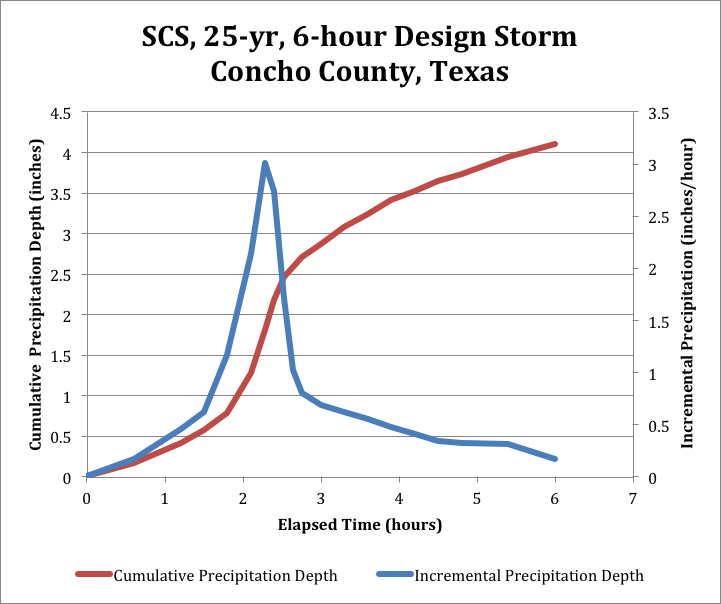 SCS, 25-yr, 6-hour Design Storm
Concho County, Texas
Cumulative Precipitation Depth (inches)
4.5
4
3.5
3
2.5
2
1.5
1
0.5
0
3.5
3
2.5
2
1.5
1
0.5
0
Incremental Precipitation (inches/hour)
0 1 2 3 4 5 6 7
Elapsed Time (hours)
Cumulative Precipitation Depth Incremental Precipitation Depth